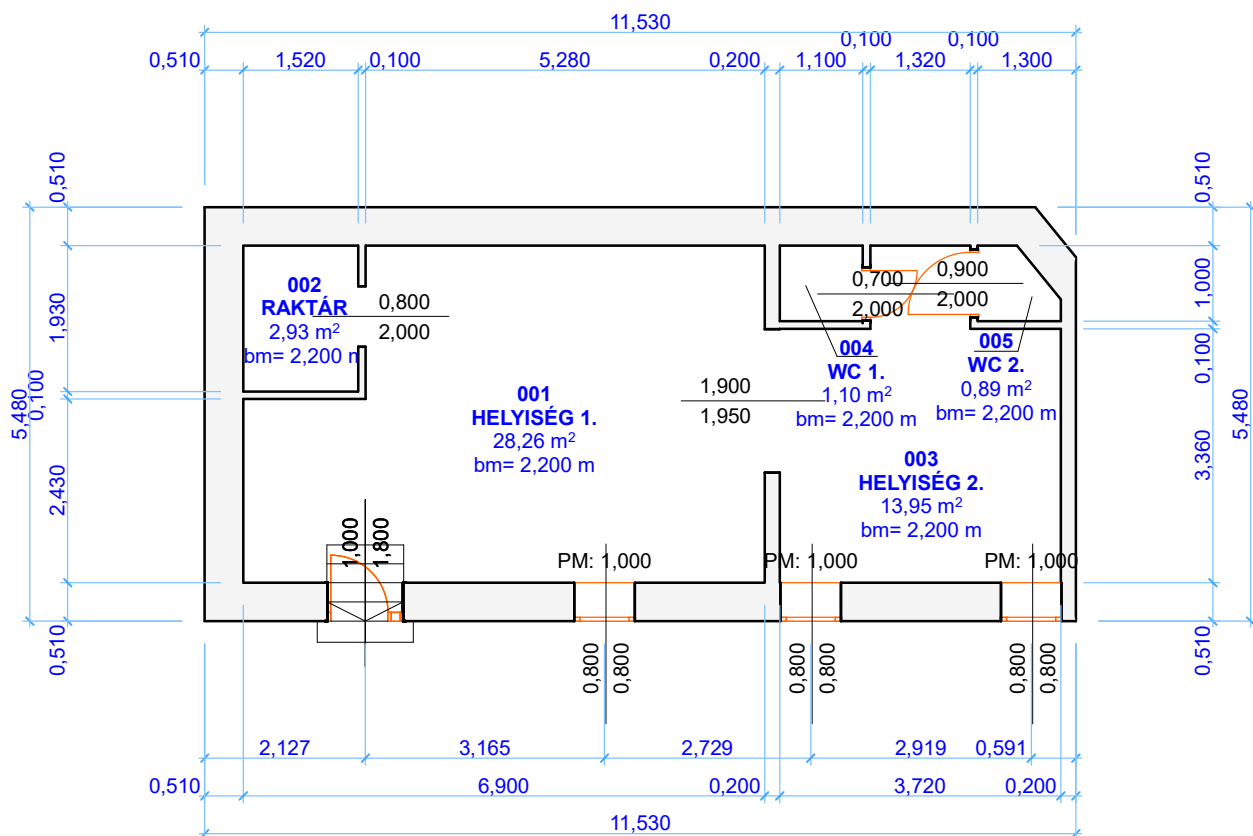 11,530
0,100 0,100
0,510 1,520 0,100 5,280 0,200 1,100 1,320 1,300
0,510
0,510
002
RAKTÁR
2,93 m²
bm= 2,200 m
0,800
2,000
0,700
2,000
0,900
2,000
1,930
1,000
004
WC 1.
1,10 m²
bm= 2,200 m
005
WC 2.
0,89 m²
bm= 2,200 m
0,100
0,100
5,480
5,480
001
HELYISÉG 1.
28,26 m²
bm= 2,200 m
1,900
1,950
003
HELYISÉG 2.
13,95 m²
bm= 2,200 m
2,430
3,360
1,000
1,800
PM: 1,000 PM: 1,000 PM: 1,000
0,510
0,510
0,800
0,800
0,800
0,800
0,800
0,800
2,127 3,165 2,729 2,919 0,591
0,510 6,900 0,200 3,720 0,200
11,530